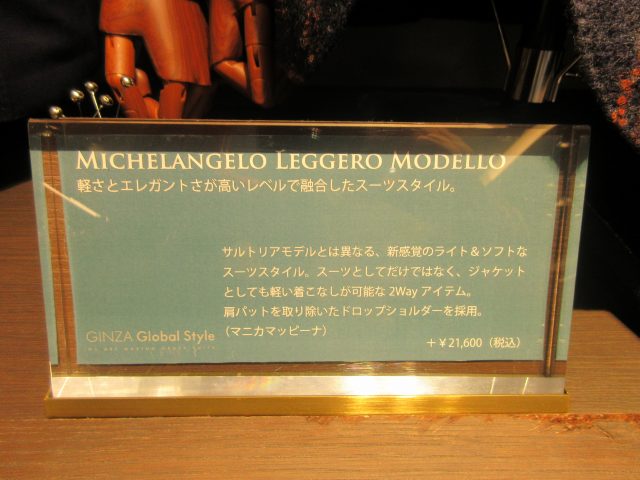 MICHELANGELO LEGGERO MODELLO
軽さとエレガントさが高いレベルで融合したスーツスタイル。
サルトリアモデルとは異なる、新感覚のライト＆ソフトな
スーツスタイル。スーツとしてだけではなく、ジャケット
としても軽い着こなしが可能な 2Way アイテム。
肩パットを取り除いたドロップショルダーを採用。
（マニカマッピーナ）
＋￥21,600（税込）
GINZA Global Style